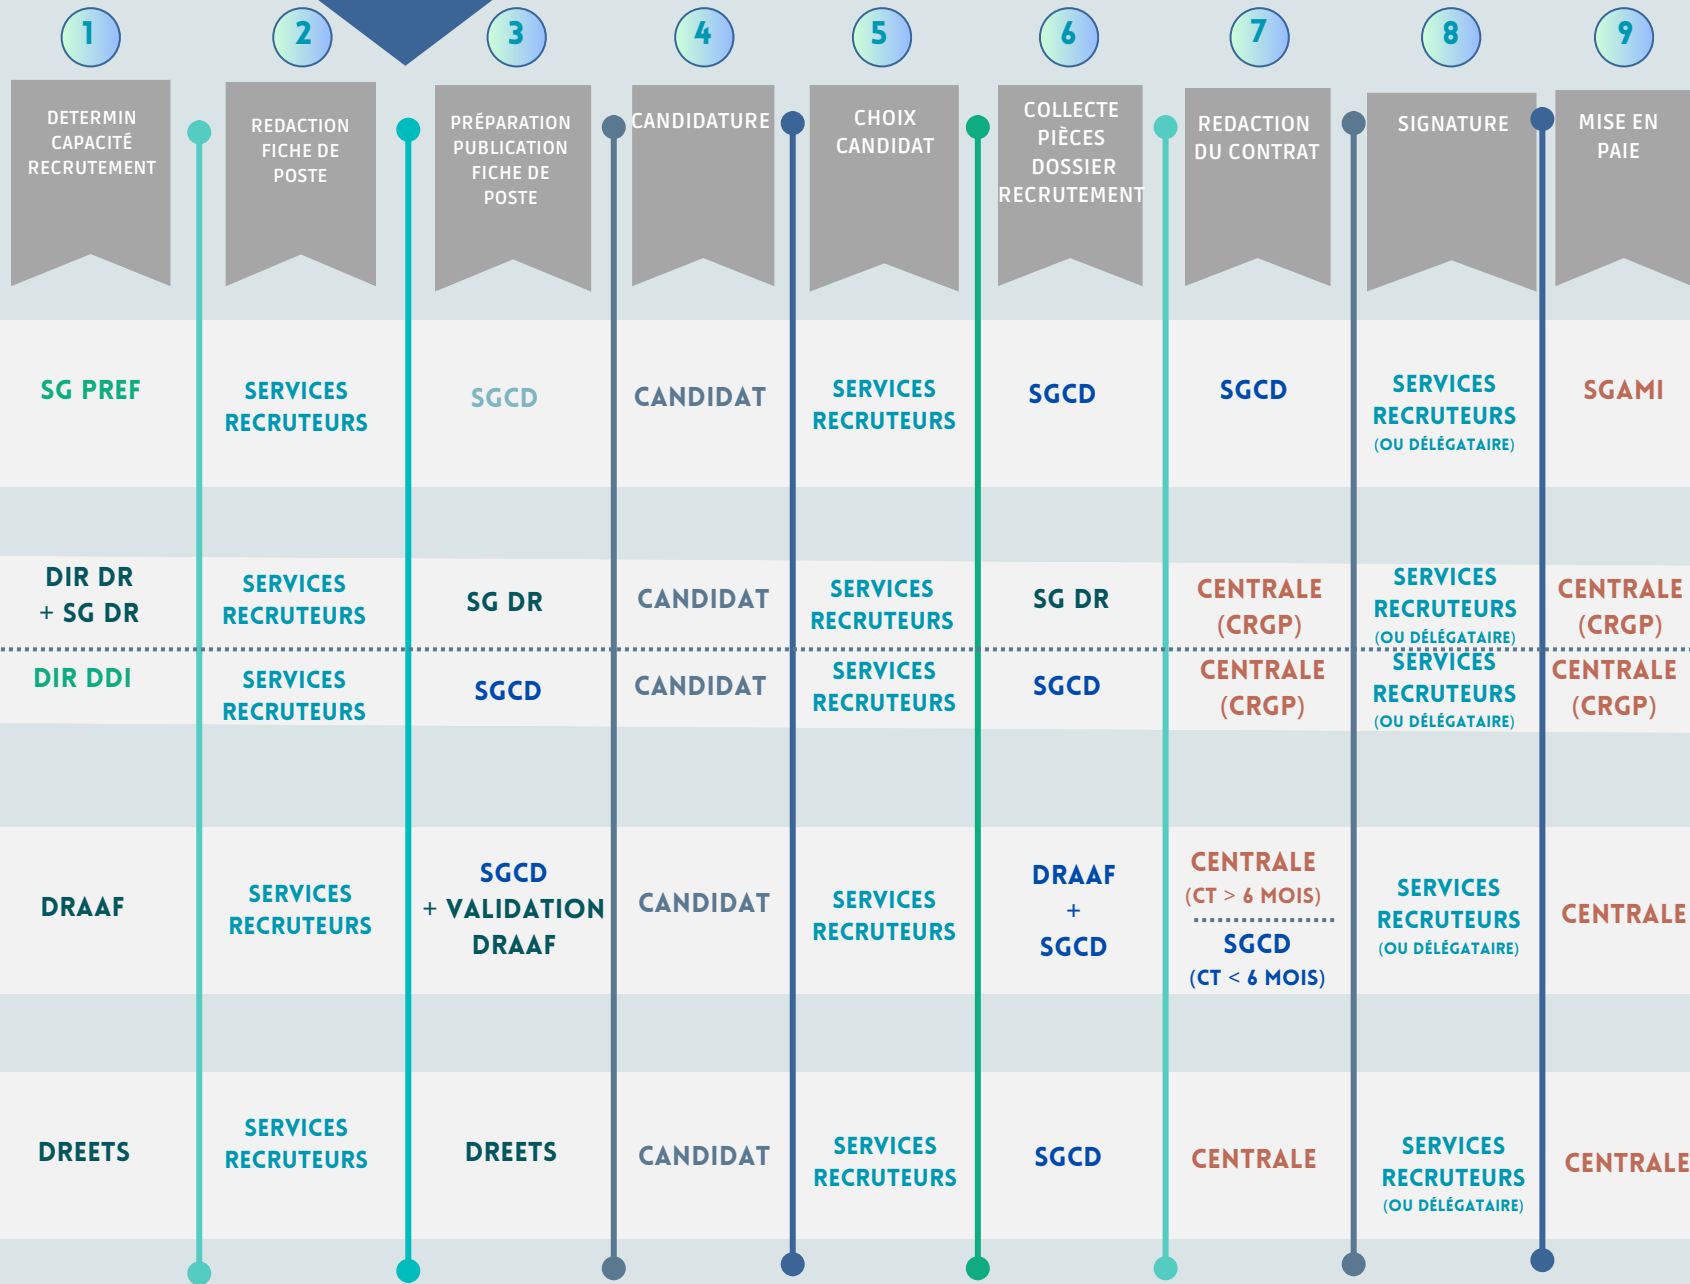 1
2
3
4
5
6
7
8
9
DETERMIN
CAPACITÉ
RECRUTEMENT
REDACTION
FICHE DE
POSTE
PRÉPARATION
PUBLICATION
FICHE DE
POSTE
CANDIDATURE
CHOIX
CANDIDAT
COLLECTE
PIÈCES
DOSSIER
RECRUTEMENT
REDACTION
DU CONTRAT
SIGNATURE
MISE EN
PAIE
SG PREF
SERVICES
RECRUTEURS
SGCD
CANDIDAT
SERVICES
RECRUTEURS
SGCD
SGCD
SERVICES
RECRUTEURS
(OU DÉLÉGATAIRE)
SGAMI
DIR DR
+ SG DR
SERVICES
RECRUTEURS
SG DR
CANDIDAT
SERVICES
RECRUTEURS
SG DR
CENTRALE
(CRGP)
SERVICES
RECRUTEURS
(OU DÉLÉGATAIRE)
CENTRALE
(CRGP)
DIR DDI
SERVICES
RECRUTEURS
SGCD
CANDIDAT
SERVICES
RECRUTEURS
SGCD
CENTRALE
(CRGP)
SERVICES
RECRUTEURS
(OU DÉLÉGATAIRE)
CENTRALE
(CRGP)
DRAAF
SERVICES
RECRUTEURS
SGCD
+ VALIDATION
DRAAF
CANDIDAT
SERVICES
RECRUTEURS
DRAAF
+
SGCD
CENTRALE
(CT > 6 MOIS)
SGCD
(CT < 6 MOIS)
SERVICES
RECRUTEURS
(OU DÉLÉGATAIRE)
CENTRALE
DREETS
SERVICES
RECRUTEURS
DREETS
CANDIDAT
SERVICES
RECRUTEURS
SGCD
CENTRALE
SERVICES
RECRUTEURS
(OU DÉLÉGATAIRE)
CENTRALE